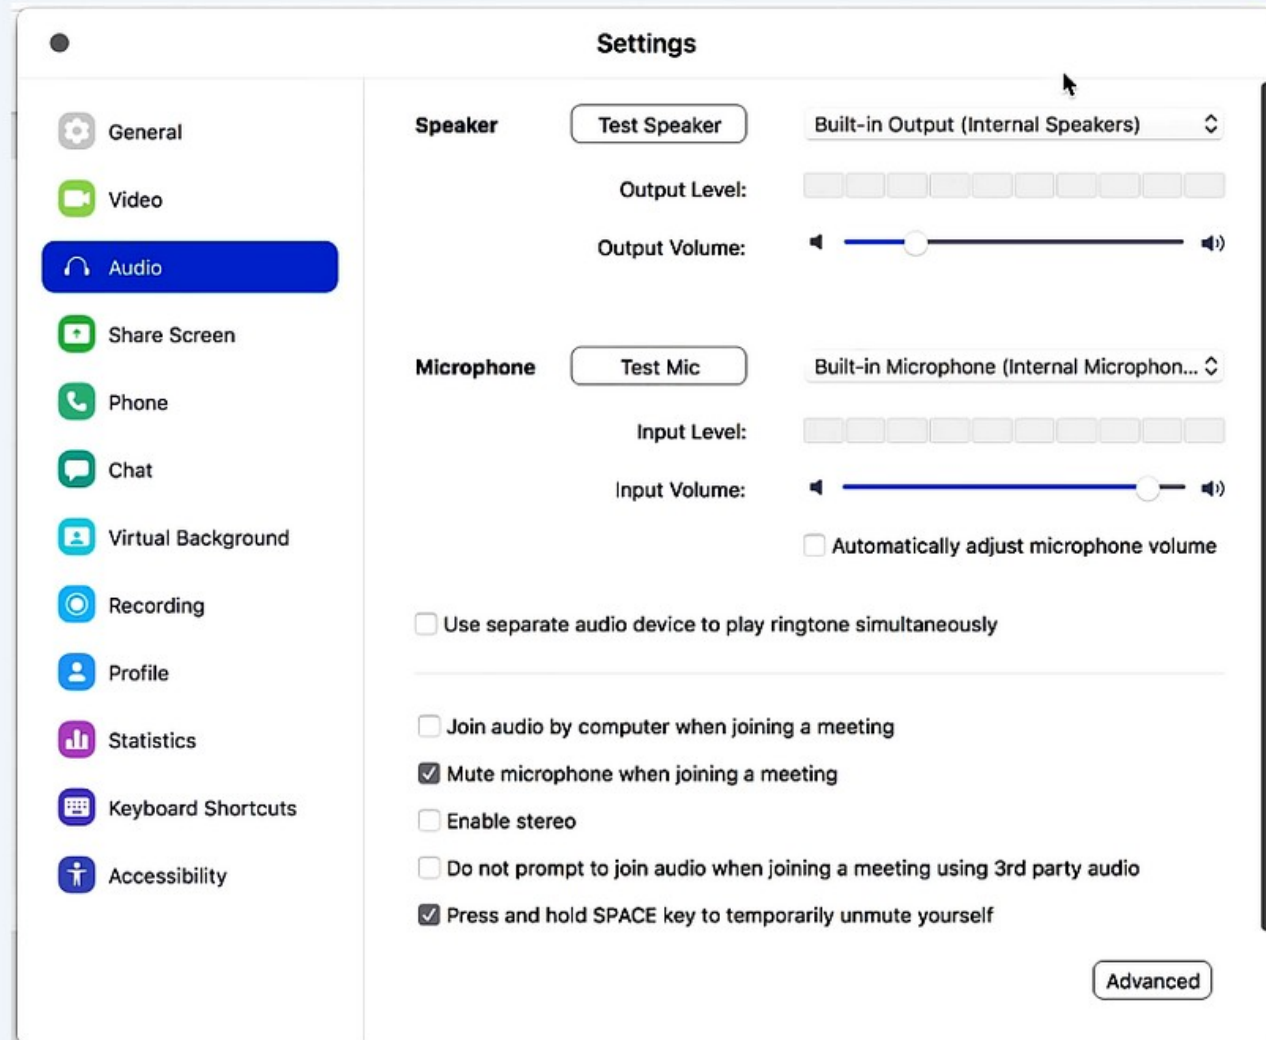 Settings
General
Video
Audio
Share Screen
Phone
Chat
Virtual Background
Recording
Profile
Statistics
Keyboard Shortcuts
Accessibility
Speaker Test Speaker Built-in Output (Internal Speakers)
Output Level:
Output Volume:
Microphone Test Mic Built-in Microphone (Internal Microphon...
Input Level:
Input Volume:
Automatically adjust microphone volume
Use separate audio device to play ringtone simultaneously
Join audio by computer when joining a meeting
Mute microphone when joining a meeting
Enable stereo
Do not prompt to join audio when joining a meeting using 3rd party audio
Press and hold SPACE key to temporarily unmute yourself
Advanced